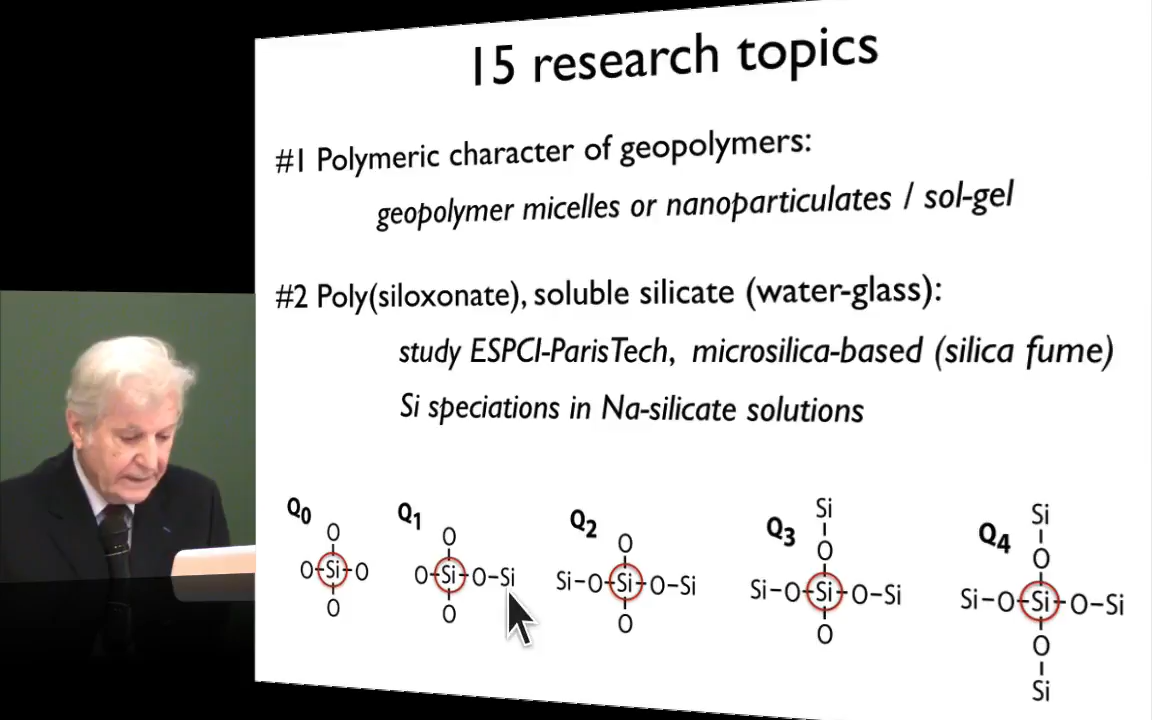 15 research topics
#1 Polymeric character of geopolymers:
geopolymer micelles or nanoparticulates / sol-gel
#2 Poly(siloxonate), soluble silicate (water-glass):
study ESPCI-ParisTech, microsilica-based (silica fume)
Si speciations in Na-silicate solutions
Q0 Q1 Q2 Q3 Q4
Si Si
O O O O O
O-Si-O O-Si-O-Si Si-O-Si-O-Si Si-O-Si-O-Si Si-O-Si-O-Si
O O O O O
Si